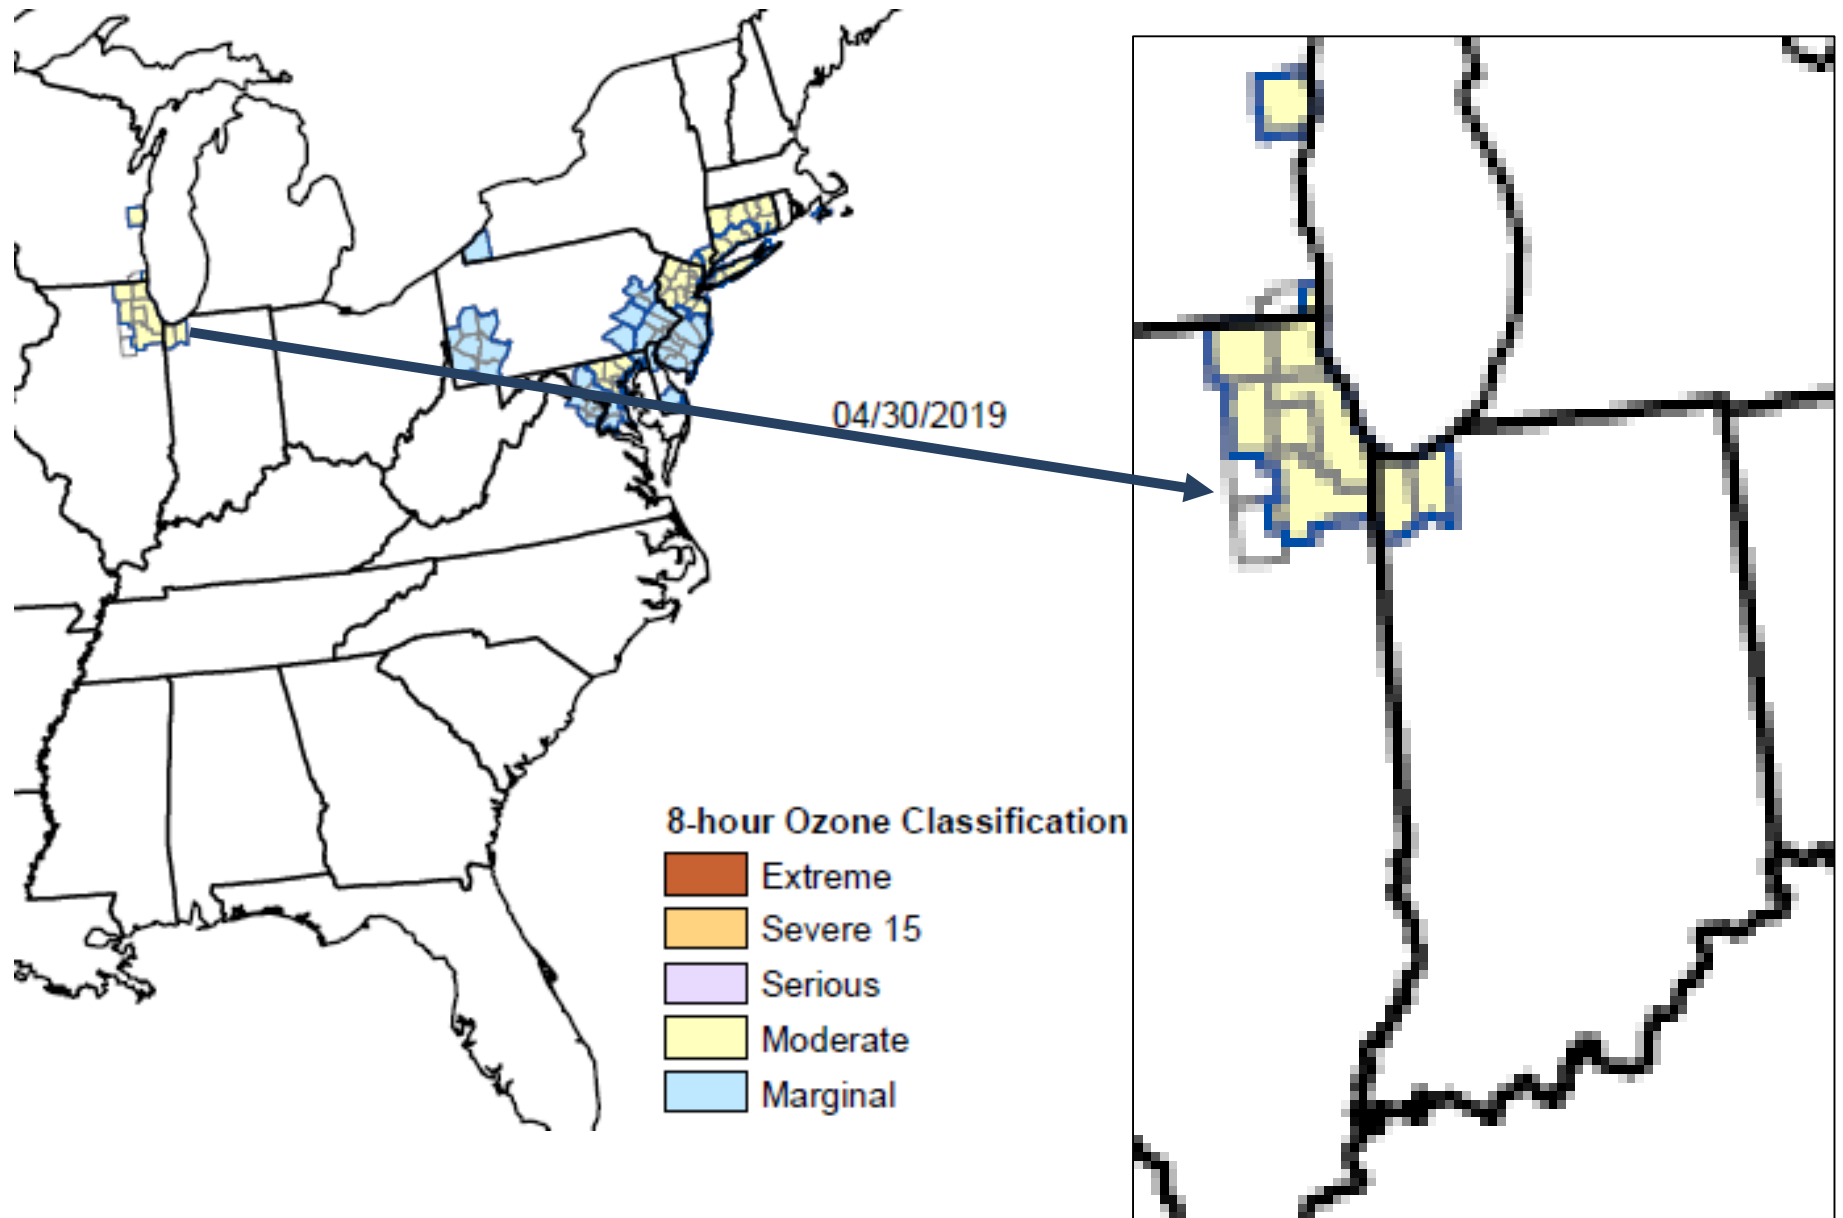 04/30/2019
8-hour Ozone Classification
Extreme
Severe 15
Serious
Moderate
Marginal